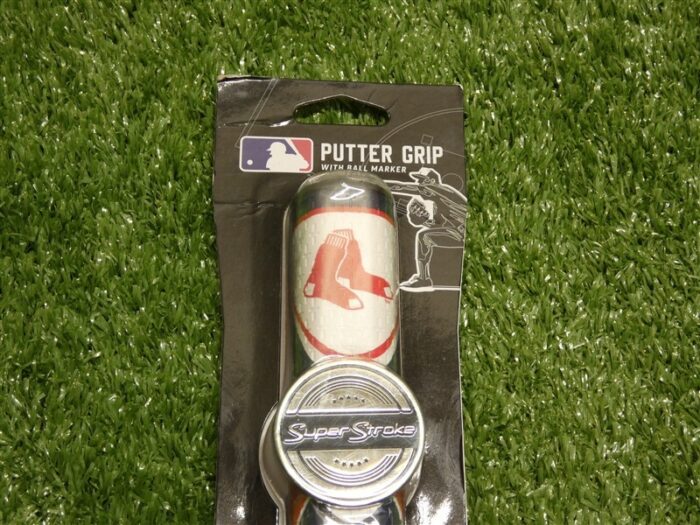 PUTTER GRIP
WITH BALL MARKER
Super Stroke